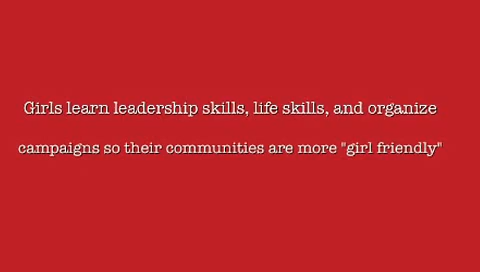 Girls learn leadership skills, life skills, and organize
campaigns so their communities are more "girl friendly"